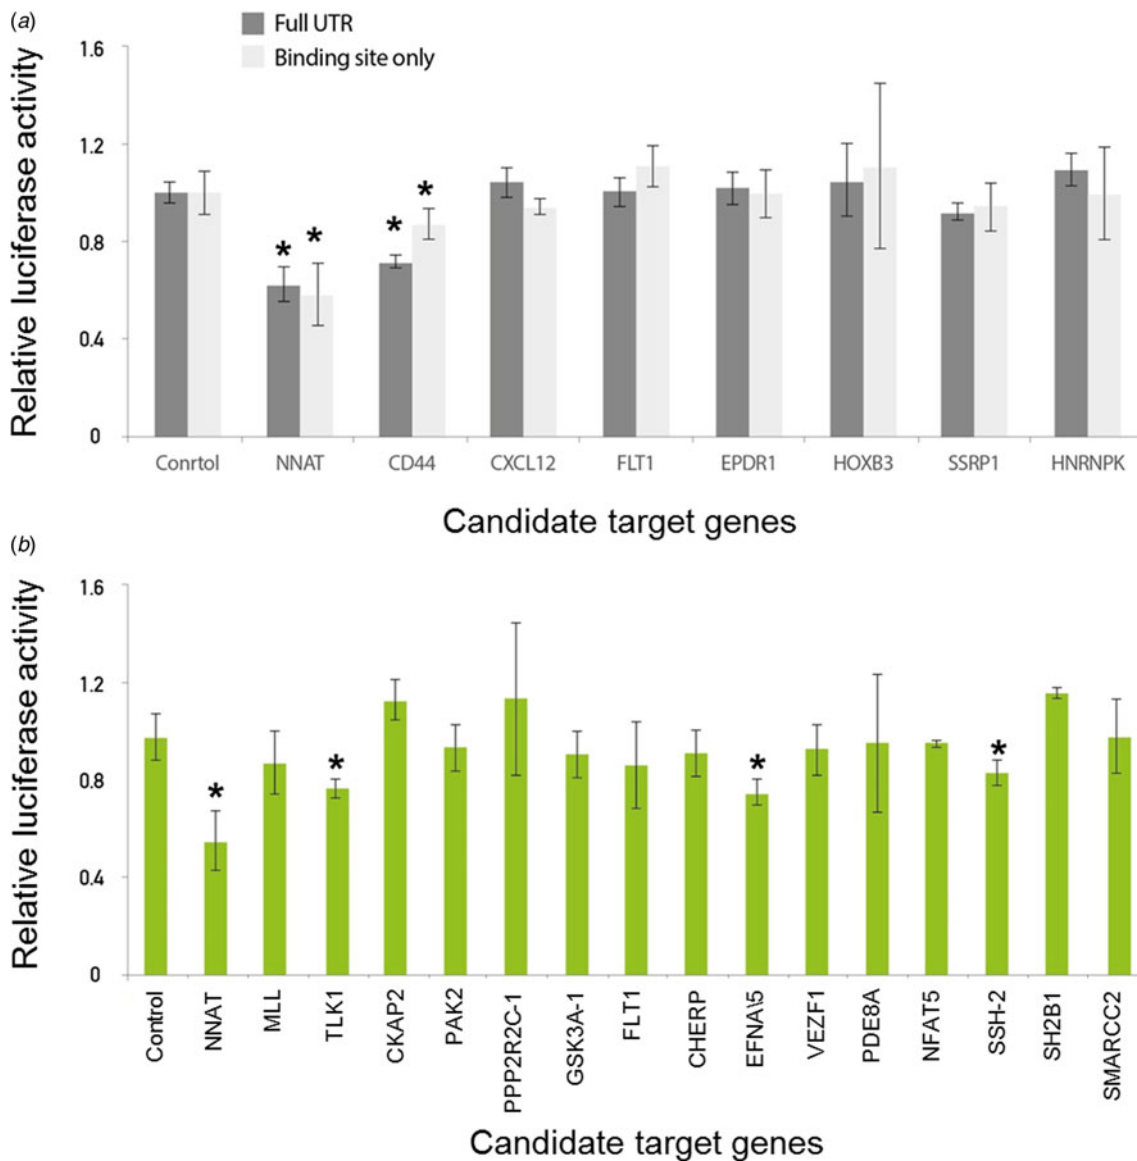 (a)
Full UTR
Binding site only
Relative luciferase activity
1.6
1.2
0.8
0.4
0
* * * *
Conrtol NNAT CD44 CXCL12 FLT1 EPDR1 HOXB3 SSRP1 HNRNPK
Candidate target genes
(b)
Relative luciferase activity
1.6
1.2
0.8
0.4
0
* * * *
Control
NNAT
MLL
TLK1
CKAP2
PAK2
PPP2R2C-1
GSK3A-1
FLT1
CHERP
EFNA\5
VEZF1
PDE8A
NFAT5
SSH-2
SH2B1
SMARCC2
Candidate target genes